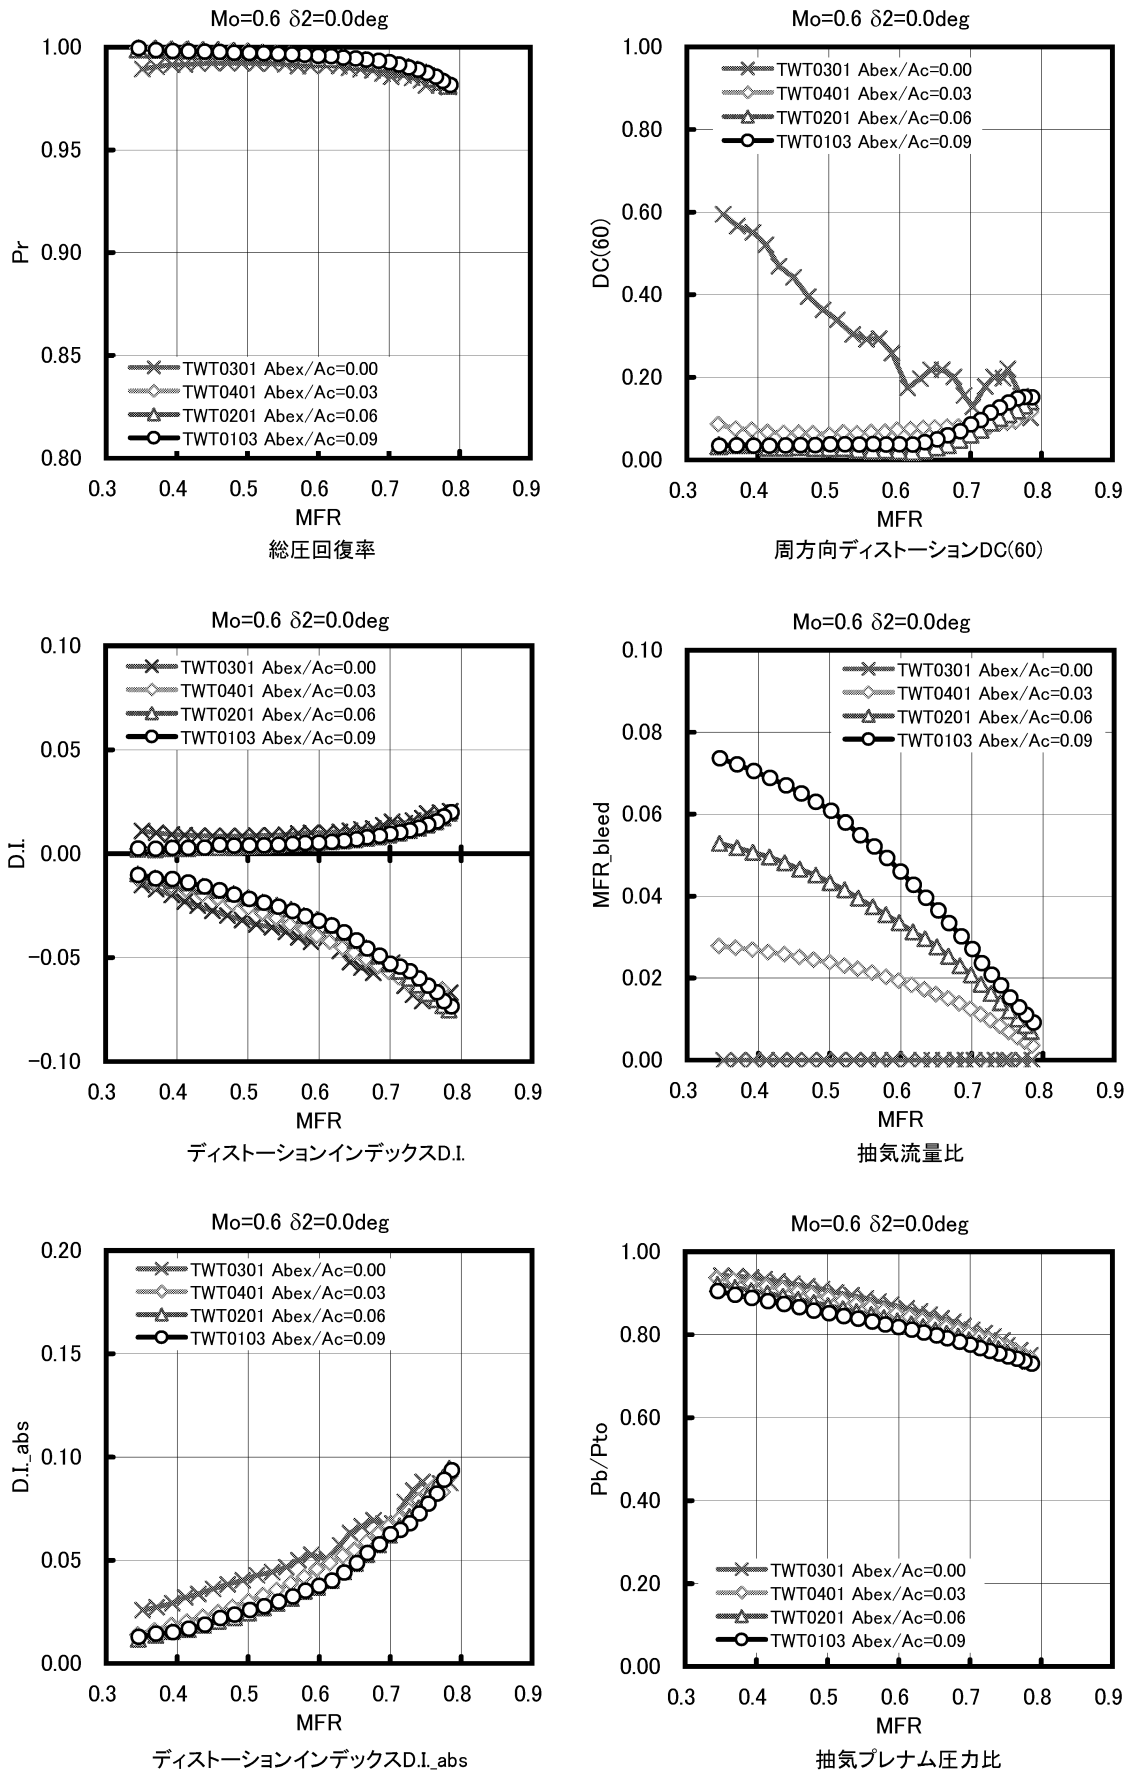 Mo=0.6 δ2=0.0deg
1.00
0.95
0.90
0.85
0.80
Pr
TWT0301 Abex/Ac=0.00
TWT0401 Abex/Ac=0.03
TWT0201 Abex/Ac=0.06
TWT0103 Abex/Ac=0.09
0.3 0.4 0.5 0.6 0.7 0.8 0.9
MFR
総圧回復率
Mo=0.6 δ2=0.0deg
1.00
0.80
0.60
0.40
0.20
0.00
DC(60)
TWT0301 Abex/Ac=0.00
TWT0401 Abex/Ac=0.03
TWT0201 Abex/Ac=0.06
TWT0103 Abex/Ac=0.09
0.3 0.4 0.5 0.6 0.7 0.8 0.9
MFR
周方向ディストーションDC(60)
Mo=0.6 δ2=0.0deg
0.10
0.05
0.00
-0.05
-0.10
D.I.
TWT0301 Abex/Ac=0.00
TWT0401 Abex/Ac=0.03
TWT0201 Abex/Ac=0.06
TWT0103 Abex/Ac=0.09
0.3 0.4 0.5 0.6 0.7 0.8 0.9
MFR
ディストーションインデックスD.I.
Mo=0.6 δ2=0.0deg
0.10
0.08
0.06
0.04
0.02
0.00
MFR_bleed
TWT0301 Abex/Ac=0.00
TWT0401 Abex/Ac=0.03
TWT0201 Abex/Ac=0.06
TWT0103 Abex/Ac=0.09
0.3 0.4 0.5 0.6 0.7 0.8 0.9
MFR
抽気流量比
Mo=0.6 δ2=0.0deg
0.20
0.15
0.10
0.05
0.00
D.I._abs
TWT0301 Abex/Ac=0.00
TWT0401 Abex/Ac=0.03
TWT0201 Abex/Ac=0.06
TWT0103 Abex/Ac=0.09
0.3 0.4 0.5 0.6 0.7 0.8 0.9
MFR
ディストーションインデックスD.I._abs
Mo=0.6 δ2=0.0deg
1.00
0.80
0.60
0.40
0.20
0.00
Pb/Pto
TWT0301 Abex/Ac=0.00
TWT0401 Abex/Ac=0.03
TWT0201 Abex/Ac=0.06
TWT0103 Abex/Ac=0.09
0.3 0.4 0.5 0.6 0.7 0.8 0.9
MFR
抽気プレナム圧力比